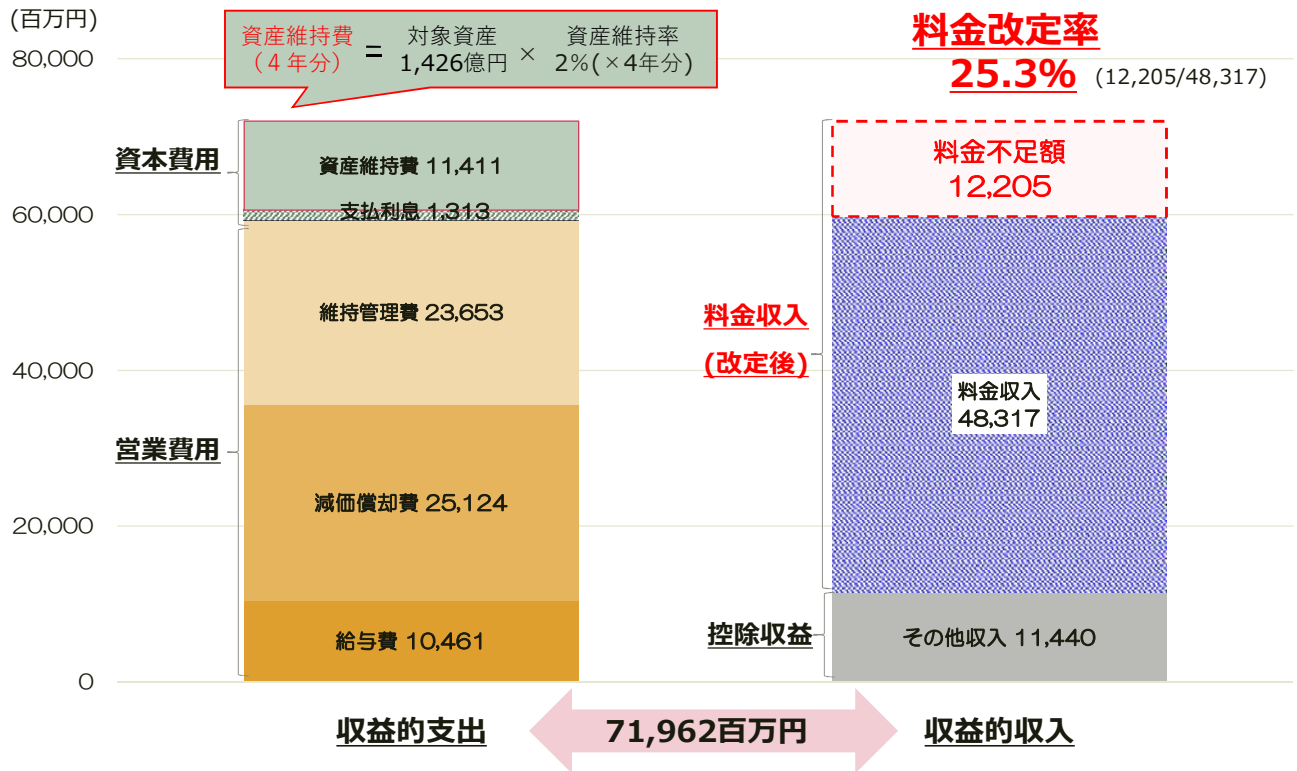 (百万円)
80,000
60,000
40,000
20,000
0
資産維持費
（４年分）
=
対象資産
1,426億円
×
資産維持率
2%(×4年分)
料金改定率
25.3% (12,205/48,317)
資本費用
営業費用
資産維持費 11,411
支払利息 1,313
維持管理費 23,653
減価償却費 25,124
給与費 10,461
料金収入
(改定後)
控除収益
料金不足額
12,205
料金収入
48,317
その他収入 11,440
収益的支出
71,962百万円
収益的収入